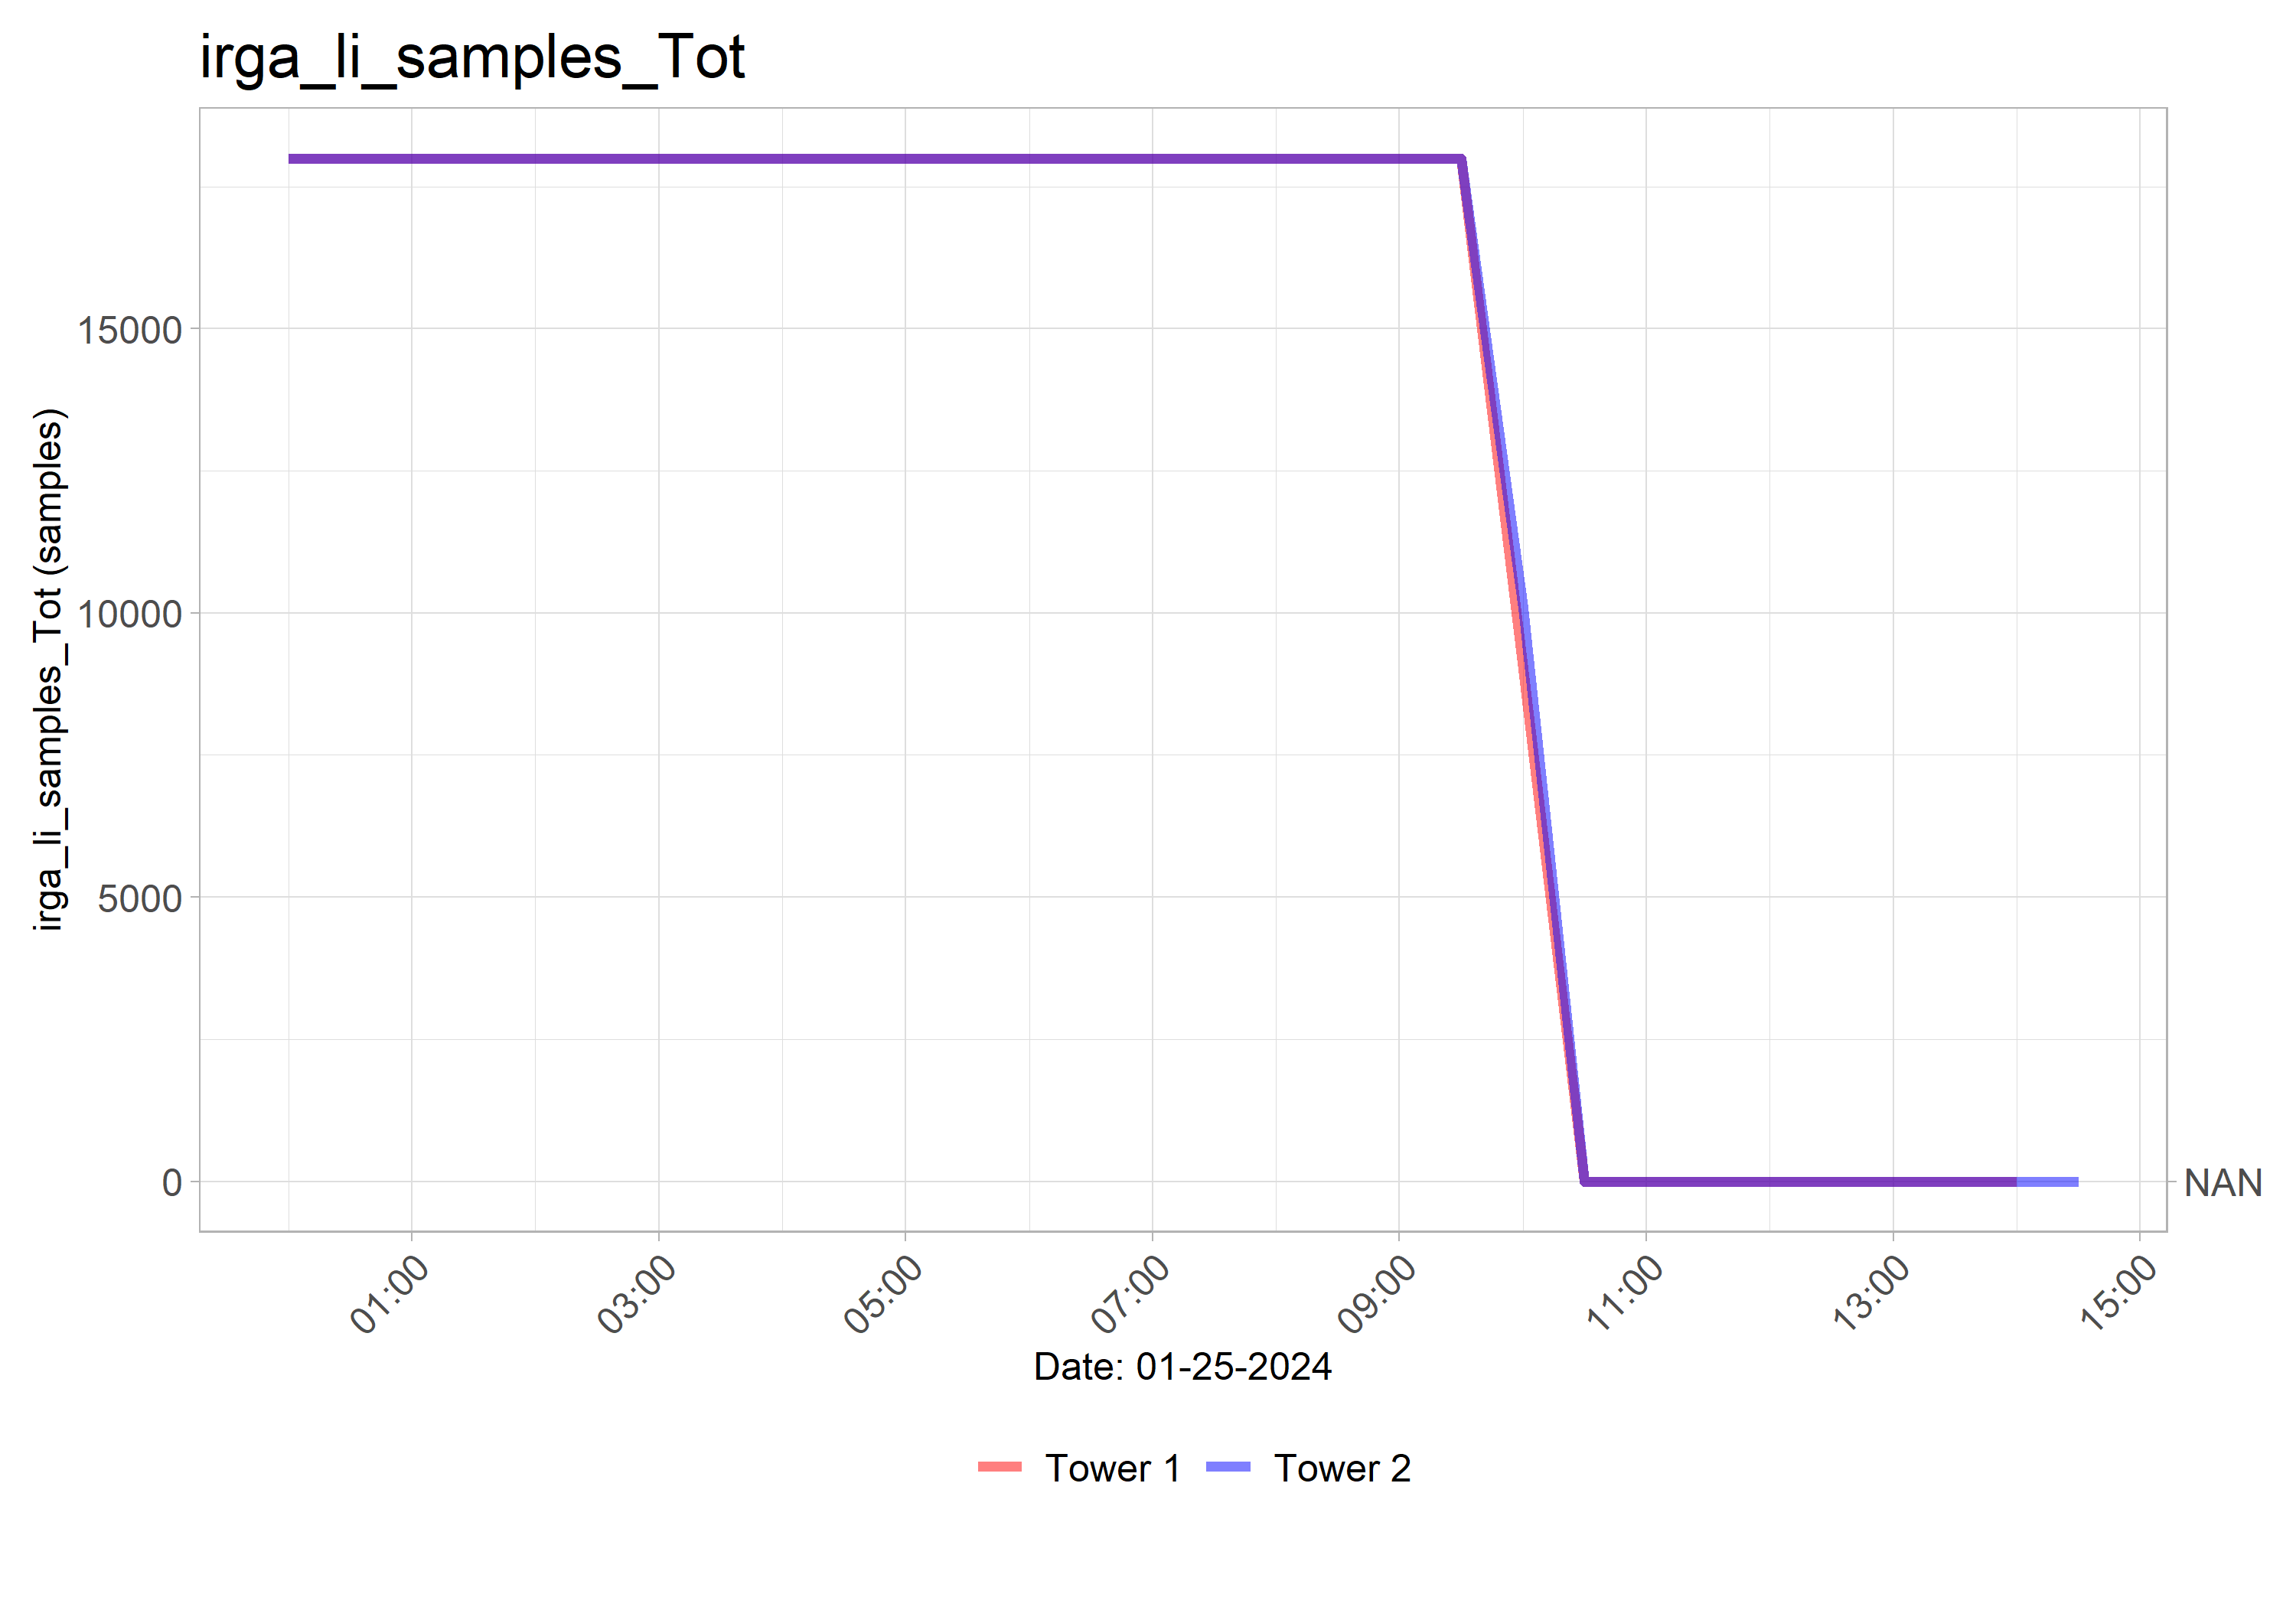 irga_li_samples_Tot
irga_li_samples_Tot (samples)
15000
10000
5000
0
NAN
01:00
03:00
05:00
07:00
09:00
11:00
13:00
15:00
Date: 01-25-2024
Tower 1
Tower 2